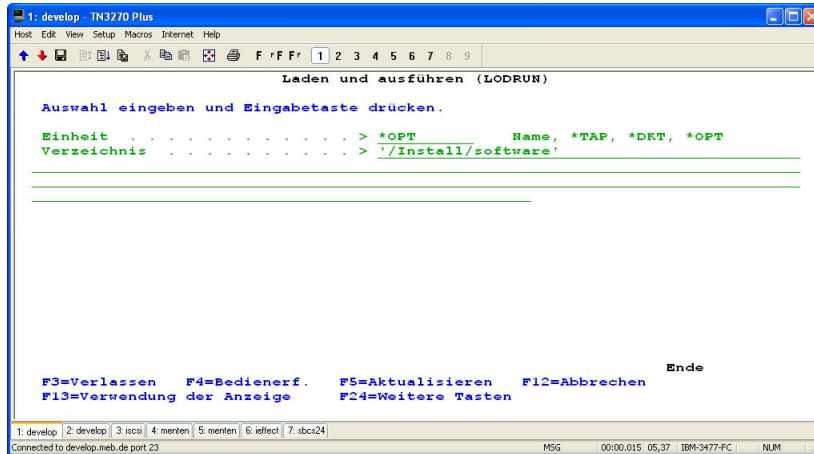 1: develop - TN3270 Plus
Host Edit View Setup Macros Internet Help
1 2 3 4 5 6 7 8 9
Laden und ausführen (LODRUN)
Auswahl eingeben und Eingabetaste drücken.
Einheit . . . . . . . . . . . . > *OPT Name, *TAP, *DKT, *OPT
Verzeichnis . . . . . . . . . . > '/Install/software'
Ende
F3=Verlassen F4=Bedienerf. F5=Aktualisieren F12=Abbrechen
F13=Verwendung der Anzeige F24=Weitere Tasten
1: develop 2: develop 3: iscsi 4: menten 5: menten 6: ieffect 7: sbcs24
Connected to develop.meb.de port 23 MSG 00:00.015 05,37 IBM-3477-FC NUM